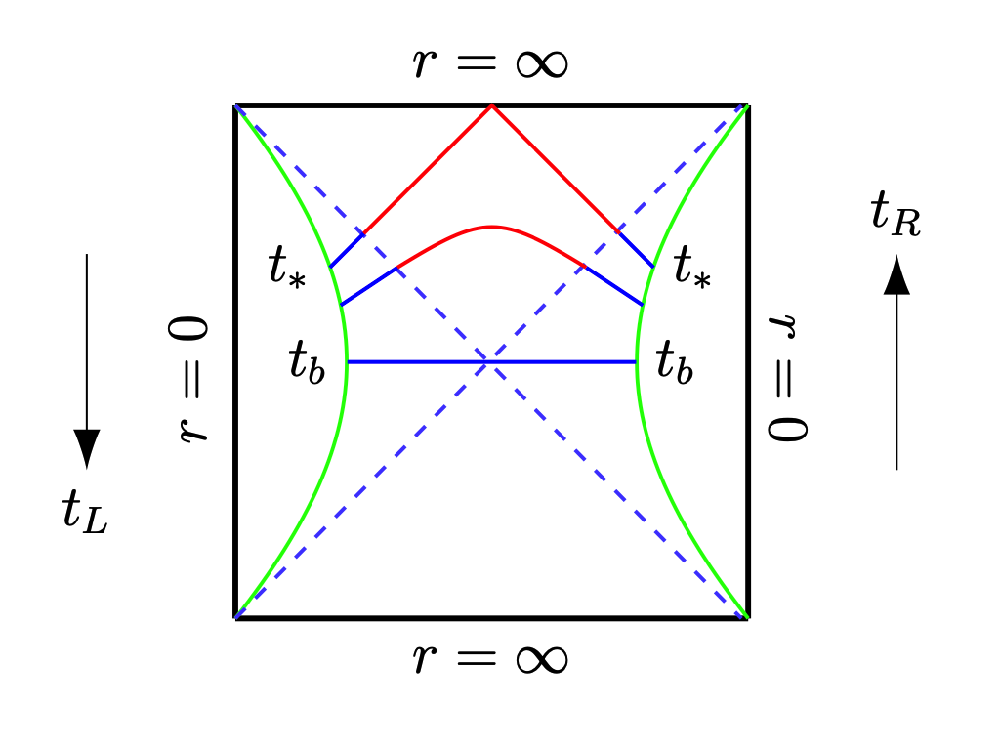 r = ∞
t_R
t_* t_*
r = 0
t_b t_b
r = 0
t_L
r = ∞